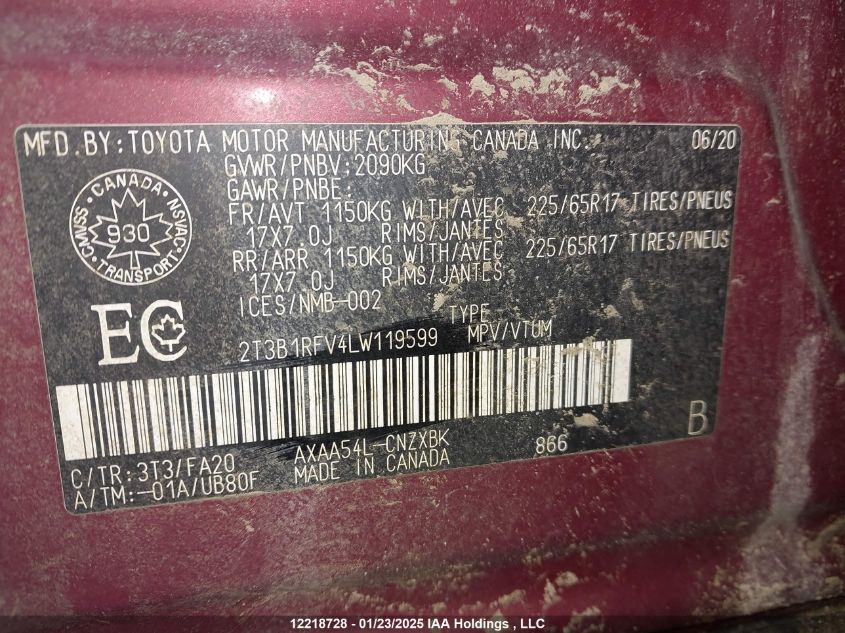 MFD.BY:TOYOTA MOTOR MANUFACTURING CANADA INC. 06/20
GVWR/PNBV:2090KG
GAWR/PNBE:
FR/AVT 1150KG WITH/AVEC 225/65R17 TIRES/PNEUS
17X7.0J RIMS/JANTES
RR/ARR 1150KG WITH/AVEC 225/65R17 TIRES/PNEUS
17X7.0J RIMS/JANTES
ICES/NMB-002
CANADA
CMVSS
NSVAC
930
TRANSPORT
EC
TYPE
2T3B1RFV4LW119599 MPV/VTUM
B
C/TR:3T3/FA20 AXAA54L-CNZXBK 866
A/TM:-01A/UB80F MADE IN CANADA
12218728 - 01/23/2025 IAA Holdings , LLC